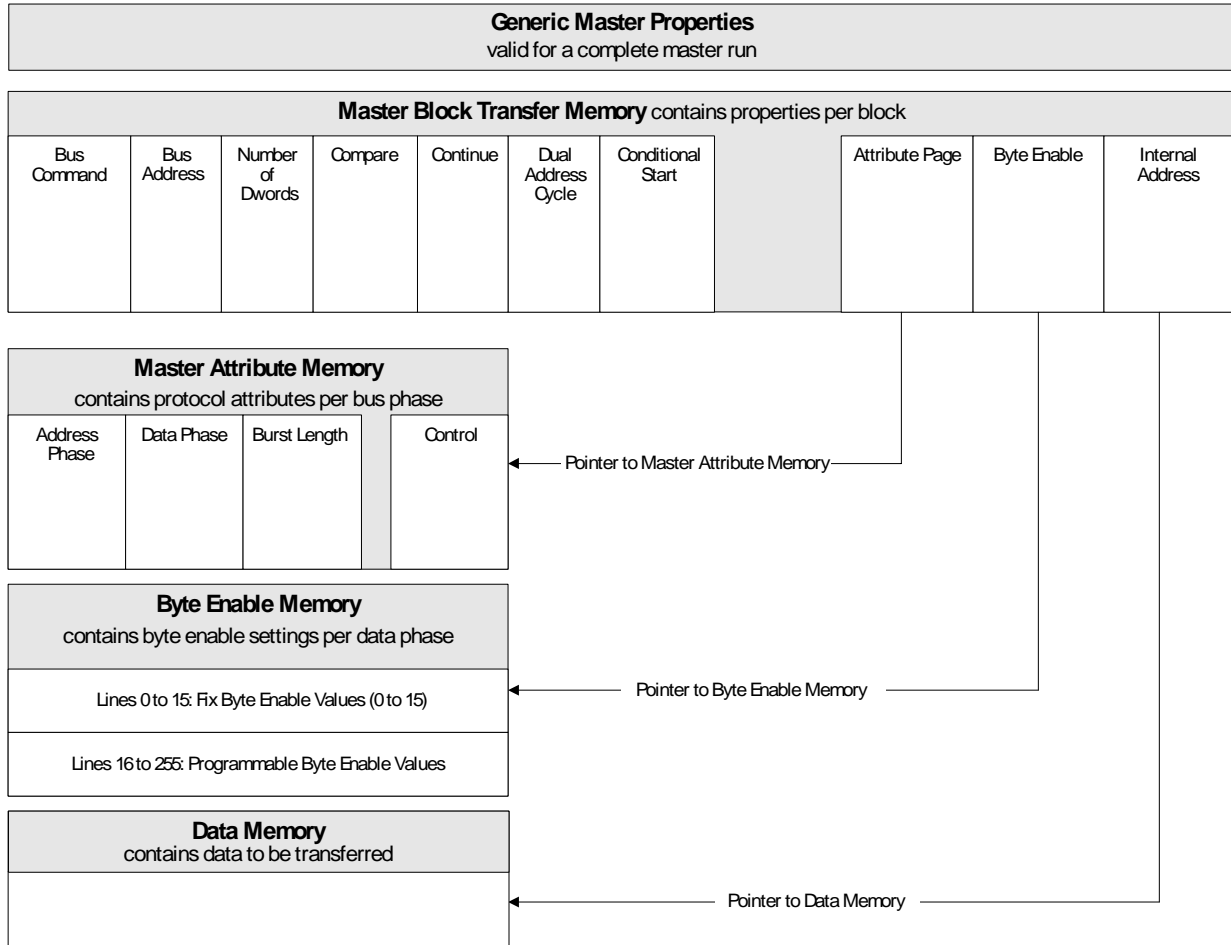 Generic Master Properties
valid for a complete master run
Master Block Transfer Memory contains properties per block
Bus
Command
Bus
Address
Number
of
Dwords
Compare
Continue
Dual
Address
Cycle
Conditional
Start
Attribute Page
Byte Enable
Internal
Address
Master Attribute Memory
contains protocol attributes per bus phase
Address
Phase
Data Phase
Burst Length
Control
Pointer to Master Attribute Memory
Byte Enable Memory
contains byte enable settings per data phase
Lines 0 to 15: Fix Byte Enable Values (0 to 15)
Pointer to Byte Enable Memory
Lines 16 to 255: Programmable Byte Enable Values
Data Memory
contains data to be transferred
Pointer to Data Memory